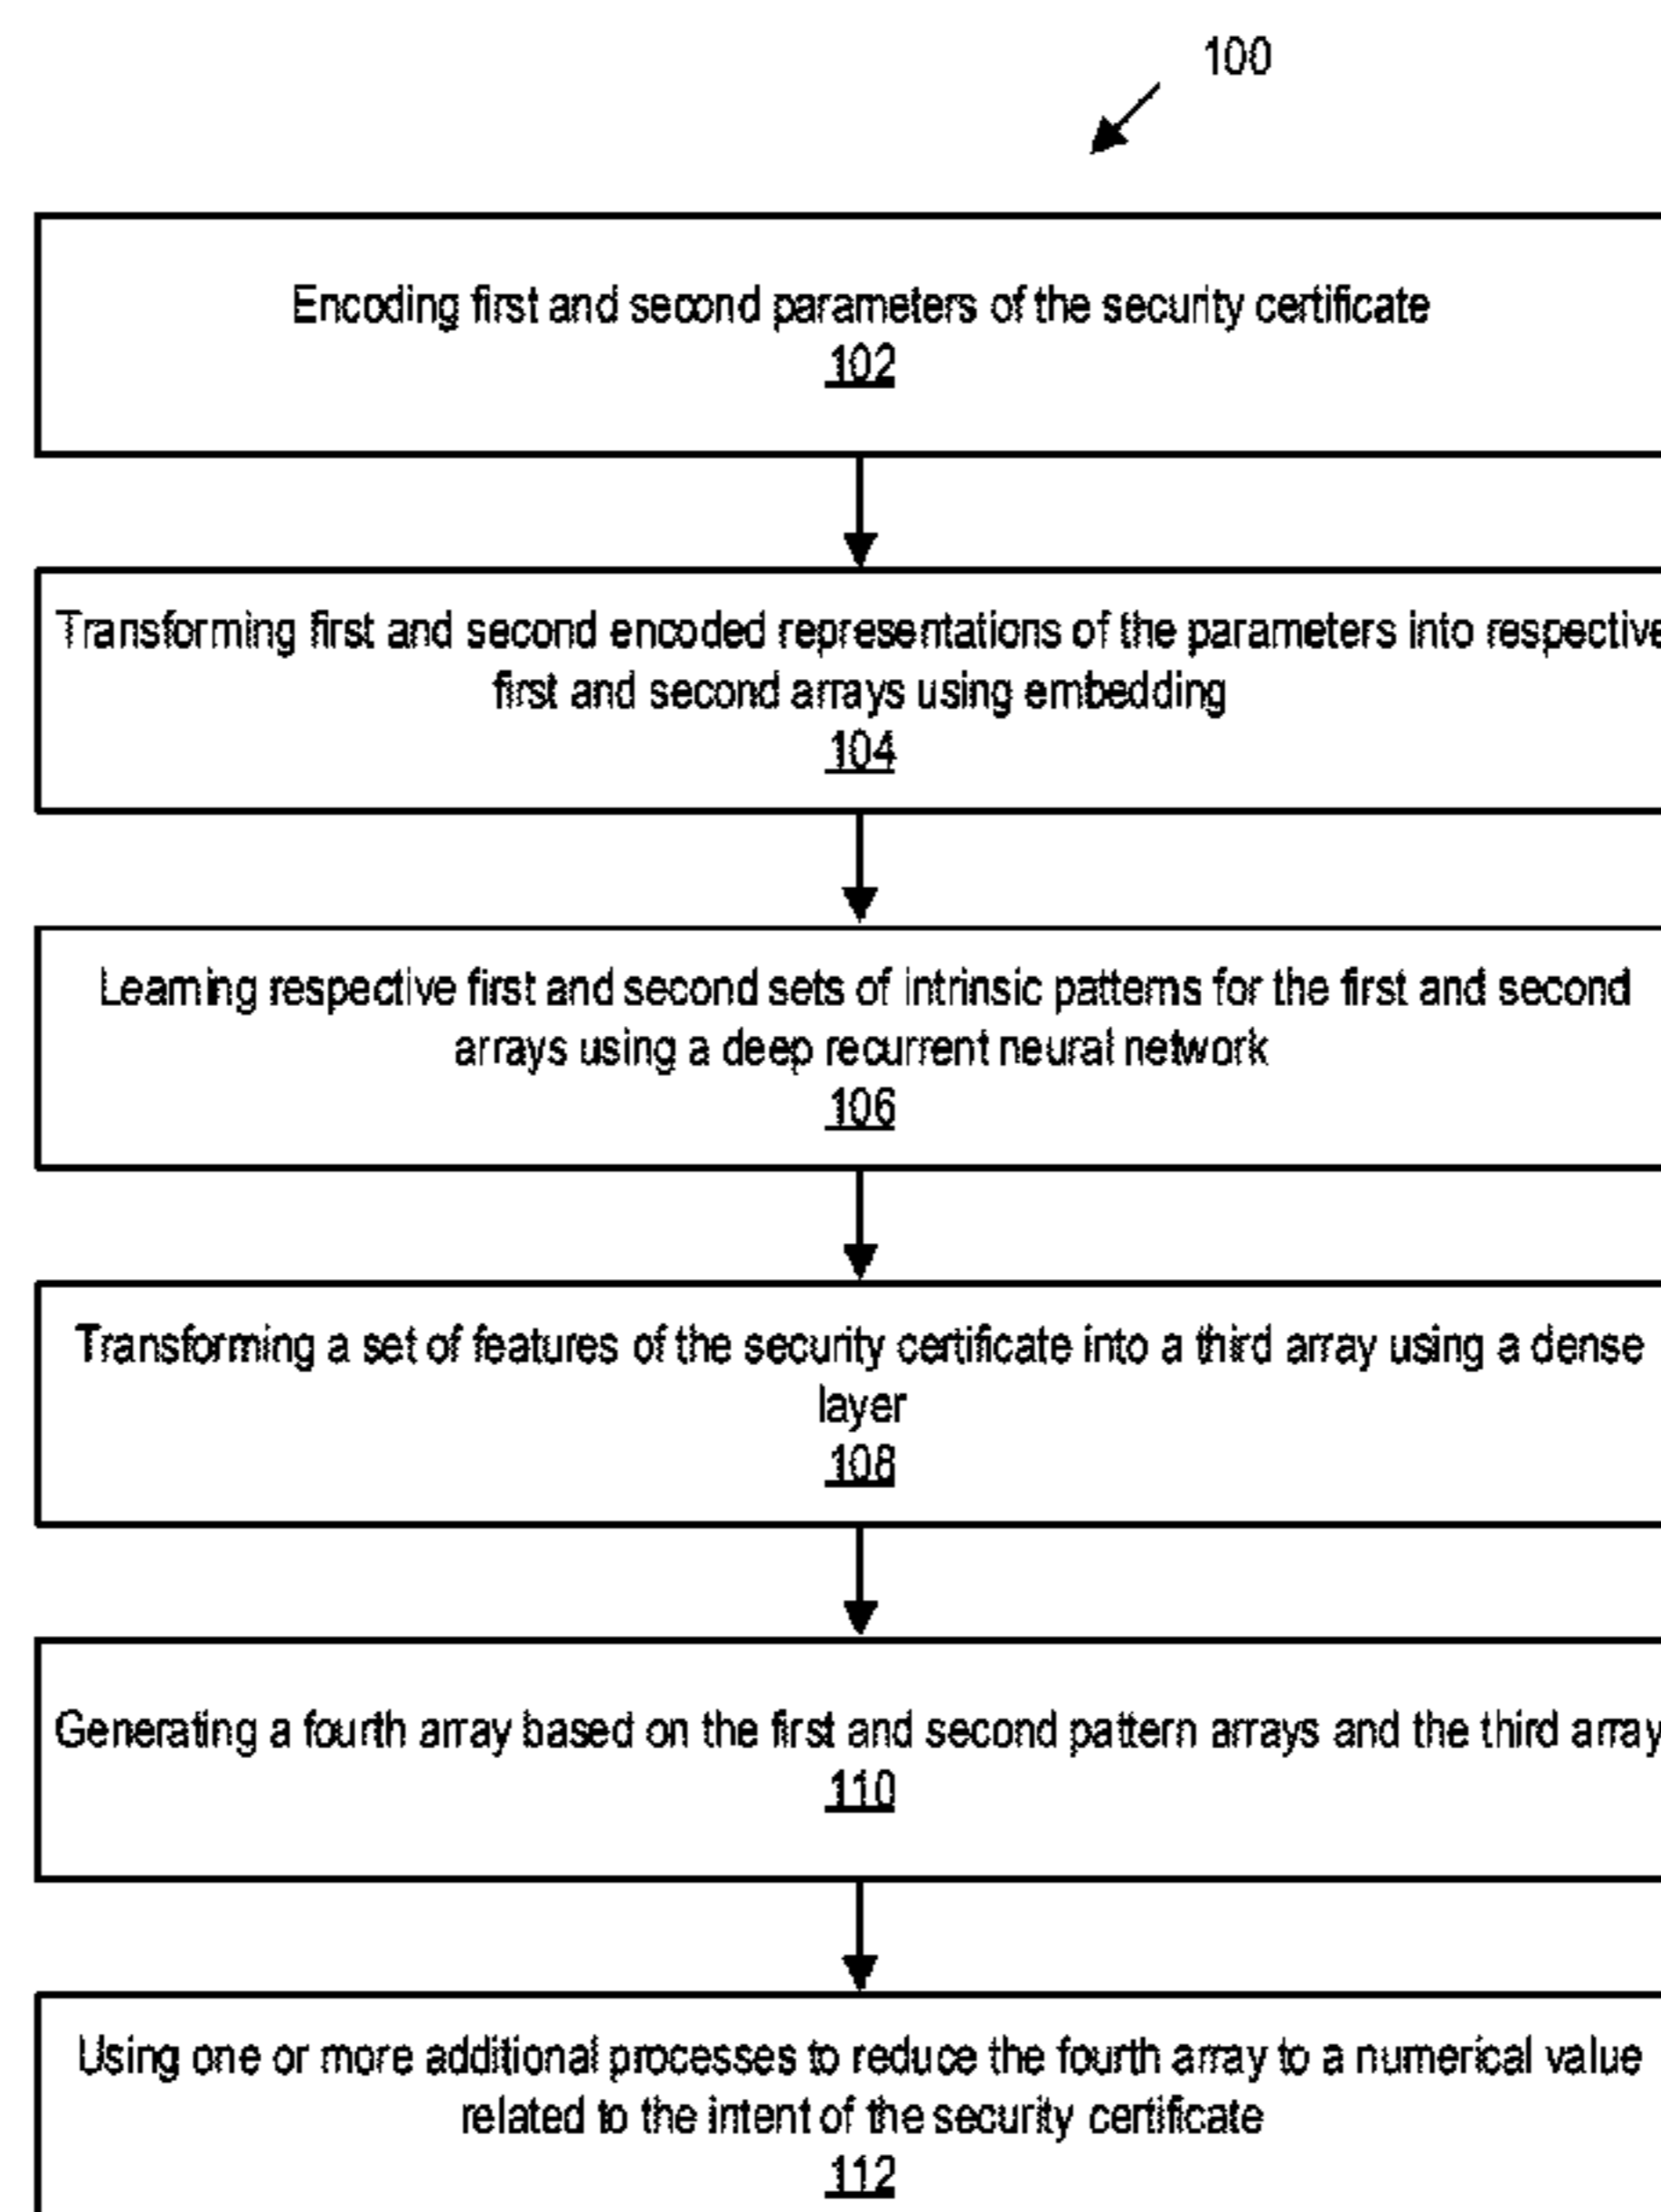 100
Encoding first and second parameters of the security certificate
102
Transforming first and second encoded representations of the parameters into respective
first and second arrays using embedding
104
Learning respective first and second sets of intrinsic patterns for the first and second
arrays using a deep recurrent neural network
106
Transforming a set of features of the security certificate into a third array using a dense
layer
108
Generating a fourth array based on the first and second pattern arrays and the third array
110
Using one or more additional processes to reduce the fourth array to a numerical value
related to the intent of the security certificate
112